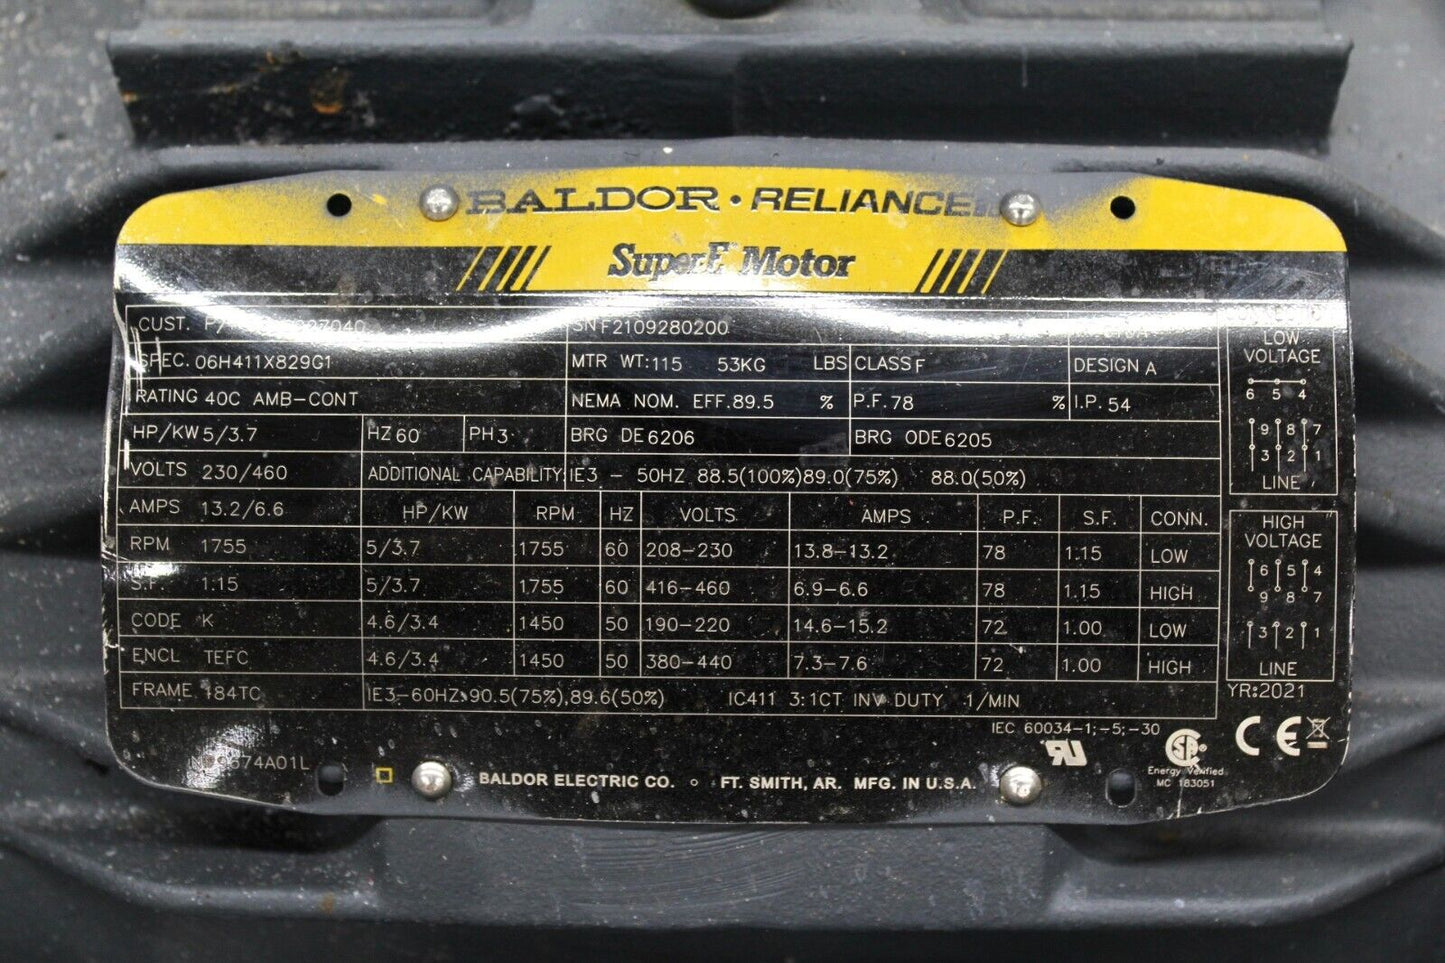 BALDOR • RELIANCE
SuperE Motor
CUST. 27040 SN F2109280200
SPEC. 06H411X829G1 MTR WT: 115 53KG LBS CLASS F DESIGN A
RATING 40C AMB-CONT NEMA NOM. EFF. 89.5 % P.F. 78 % I.P. 54
HP/KW 5/3.7 HZ 60 PH 3 BRG DE 6206 BRG ODE 6205
VOLTS 230/460 ADDITIONAL CAPABILITY: IE3 - 50HZ 88.5(100%)89.0(75%) 88.0(50%)
AMPS 13.2/6.6 HP/KW RPM HZ VOLTS AMPS P.F. S.F. CONN.
RPM 1755 5/3.7 1755 60 208-230 13.8-13.2 78 1.15 LOW
S.F. 1.15 5/3.7 1755 60 416-460 6.9-6.6 78 1.15 HIGH
CODE K 4.6/3.4 1450 50 190-220 14.6-15.2 72 1.00 LOW
ENCL TEFC 4.6/3.4 1450 50 380-440 7.3-7.6 72 1.00 HIGH
FRAME 184TC IE3-60HZ:90.5(75%),89.6(50%) IC411 3:1CT INV DUTY 1/MIN
LOW
VOLTAGE
6 5 4
9 8 7
3 2 1
LINE
HIGH
VOLTAGE
6 5 4
9 8 7
3 2 1
LINE
YR:2021
IEC 60034-1;-5;-30
CE
Energy Verified
MC 183051
BALDOR ELECTRIC CO. ○ FT. SMITH, AR. MFG. IN U.S.A.